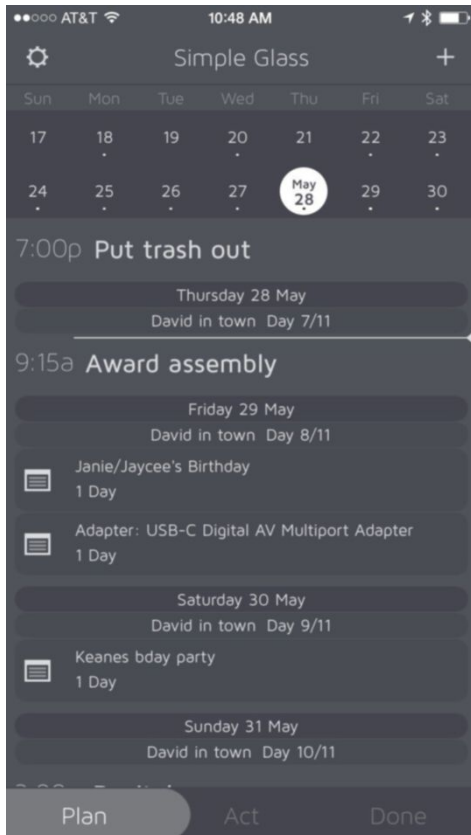 AT&T 10:48 AM
Simple Glass +
Sun Mon Tue Wed Thu Fri Sat
17 18 19 20 21 22 23
24 25 26 27 May 28 29 30
7:00p Put trash out
Thursday 28 May
David in town Day 7/11
9:15a Award assembly
Friday 29 May
David in town Day 8/11
Janie/Jaycee's Birthday
1 Day
Adapter: USB-C Digital AV Multiport Adapter
1 Day
Saturday 30 May
David in town Day 9/11
Keanes bday party
1 Day
Sunday 31 May
David in town Day 10/11
Plan Act Done